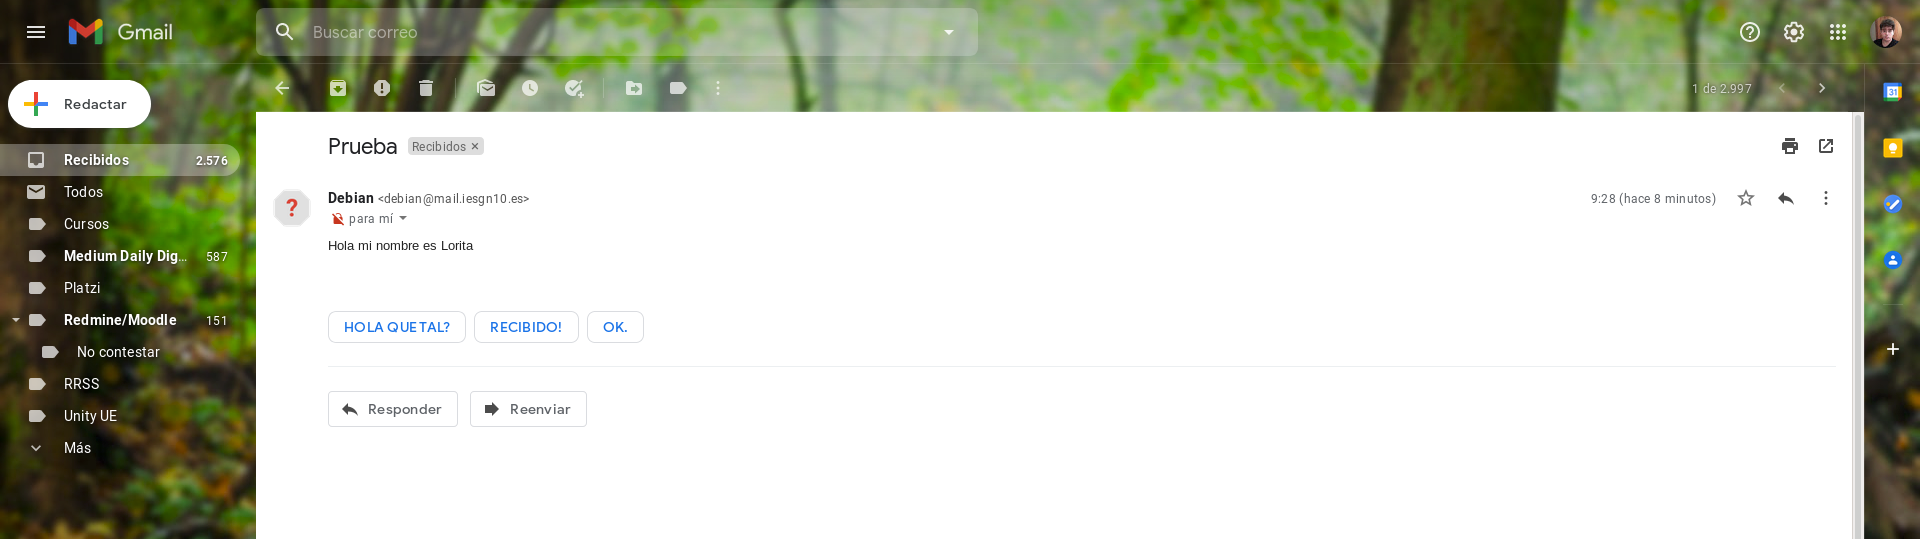 Gmail
Buscar correo
Redactar
1 de 2.997
Recibidos 2.576
Todos
Cursos
Medium Daily Dig... 587
Platzi
Redmine/Moodle 151
No contestar
RRSS
Unity UE
Más
Prueba Recibidos ×
Debian <debian@mail.iesgn10.es> 9:28 (hace 8 minutos)
para mí
Hola mi nombre es Lorita
HOLA QUE TAL? RECIBIDO! OK.
Responder Reenviar
31